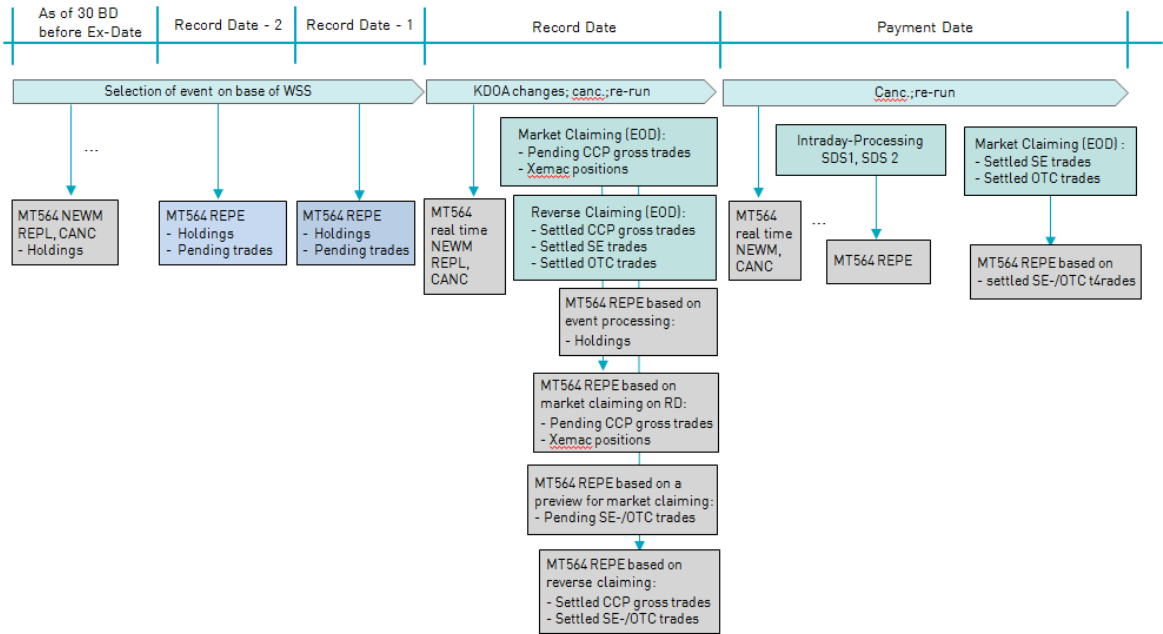 As of 30 BD
before Ex-Date
Record Date - 2
Record Date - 1
Record Date
Payment Date
Selection of event on base of WSS
KDOA changes; canc.;re-run
Canc.;re-run
...
MT564 NEWM
REPL, CANC
- Holdings
MT564 REPE
- Holdings
- Pending trades
MT564 REPE
- Holdings
- Pending trades
MT564
real time
NEWM
REPL,
CANC
Market Claiming (EOD):
- Pending CCP gross trades
- Xemac positions
Reverse Claiming (EOD):
- Settled CCP gross trades
- Settled SE trades
- Settled OTC trades
MT564 REPE based on
event processing:
- Holdings
MT564 REPE based on
market claiming on RD:
- Pending CCP gross trades
- Xemac positions
MT564 REPE based on a
preview for market claiming:
- Pending SE-/OTC trades
MT564 REPE based on
reverse claiming:
- Settled CCP gross trades
- Settled SE-/OTC trades
MT564
real time
NEWM,
CANC
...
Intraday-Processing
SDS1, SDS 2
MT564 REPE
Market Claiming (EOD) :
- Settled SE trades
- Settled OTC trades
MT564 REPE based on
- settled SE-/OTC t4rades